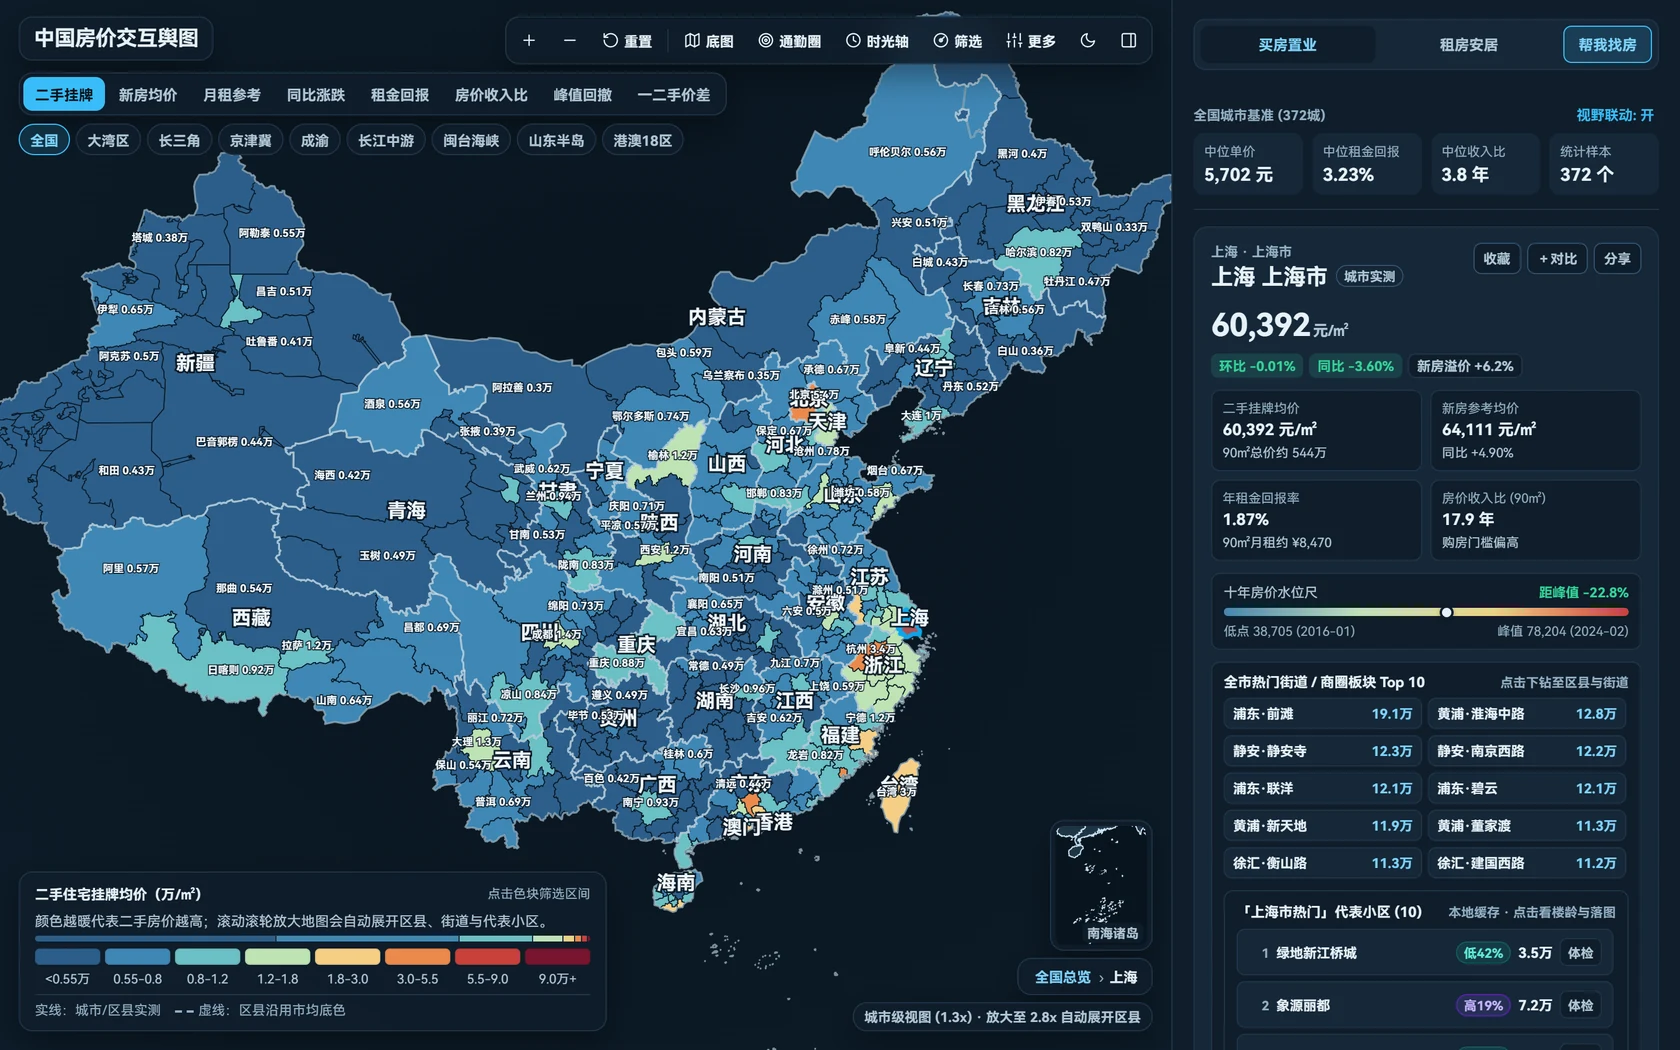 中国房价交互舆图
重置 底图 通勤圈 时光轴 筛选 更多
二手挂牌 新房均价 月租参考 同比涨跌 租金回报 房价收入比 峰值回撤 一二手价差
全国 大湾区 长三角 京津冀 成渝 长江中游 闽台海峡 山东半岛 港澳18区
呼伦贝尔 0.56万
黑河 0.4万
黑龙江
伊春 0.53万
双鸭山 0.33万
兴安 0.51万
塔城 0.38万
阿勒泰 0.55万
哈尔滨 0.82万
白城 0.43万
牡丹江 0.47万
长春 0.73万
昌吉 0.51万
伊犁 0.65万
吉林
吉林 0.56万
内蒙古
赤峰 0.58万
吐鲁番 0.41万
阿克苏 0.5万
新疆
包头 0.59万
阜新 0.44万
白山 0.36万
辽宁
承德 0.67万
乌兰察布 0.35万
阿拉善 0.3万
丹东 0.52万
北京
北京 5.4万
酒泉 0.56万
鄂尔多斯 0.74万
大连 1万
天津
张掖 0.39万
保定 0.67万
巴音郭楞 0.44万
河北
沧州 0.78万
榆林 1.2万
山西
宁夏
武威 0.62万
和田 0.43万
海西 0.42万
烟台 0.67万
甘肃
兰州 0.94万
邯郸 0.83万
山东
潍坊 0.58万
青海
庆阳 0.71万
平凉 0.57万
陕西
甘南 0.53万
西安 1.2万
徐州 0.72万
河南
玉树 0.49万
阿里 0.57万
陇南 0.83万
南阳 0.51万
江苏
那曲 0.54万
滁州 0.51万
安徽
六安 0.5万
绵阳 0.73万
襄阳 0.65万
湖北
宜昌 0.63万
西藏
昌都 0.69万
四川
成都 1.4万
上海
拉萨 1.2万
重庆
重庆 0.88万
杭州 3.4万
浙江
日喀则 0.92万
常德 0.49万
九江 0.7万
上饶 0.59万
长沙 0.96万
凉山 0.84万
遵义 0.49万
山南 0.64万
湖南
江西
丽江 0.72万
毕节 0.53万
贵州
吉安 0.62万
宁德 1.2万
福建
大理 1.3万
云南
桂林 0.6万
龙岩 0.82万
保山 0.54万
百色 0.42万
广西
清远 0.44万
广东
台湾
台湾 3万
普洱 0.69万
南宁 0.93万
澳门
香港
海南
南海诸岛
二手住宅挂牌均价（万/㎡） 点击色块筛选区间
颜色越暖代表二手房价越高；滚动滚轮放大地图会自动展开区县、街道与代表小区。
<0.55万 0.55–0.8 0.8–1.2 1.2–1.8 1.8–3.0 3.0–5.5 5.5–9.0 9.0万+
实线：城市/区县实测 虚线：区县沿用市均底色
全国总览 › 上海
城市级视图 (1.3x) · 放大至 2.8x 自动展开区县
买房置业 租房安居 帮我找房
全国城市基准 (372城) 视野联动: 开
中位单价 中位租金回报 中位收入比 统计样本
5,702 元 3.23% 3.8 年 372 个
上海 · 上海市
上海 上海市 城市实测 收藏 +对比 分享
60,392 元/㎡
环比 -0.01% 同比 -3.60% 新房溢价 +6.2%
二手挂牌均价 新房参考均价
60,392 元/㎡ 64,111 元/㎡
90㎡总价约 544万 同比 +4.90%
年租金回报率 房价收入比 (90㎡)
1.87% 17.9 年
90㎡月租约 ¥8,470 购房门槛偏高
十年房价水位尺 距峰值 -22.8%
低点 38,705 (2016-01) 峰值 78,204 (2024-02)
全市热门街道 / 商圈板块 Top 10 点击下钻至区县与街道
浦东·前滩 19.1万 黄浦·淮海中路 12.8万
静安·静安寺 12.3万 静安·南京西路 12.2万
浦东·联洋 12.1万 浦东·碧云 12.1万
黄浦·新天地 11.9万 黄浦·董家渡 11.3万
徐汇·衡山路 11.3万 徐汇·建国西路 11.2万
「上海市热门」代表小区 (10) 本地缓存 · 点击看楼龄与落图
1 绿地新江桥城 低42% 3.5万 体检
2 象源丽都 高19% 7.2万 体检